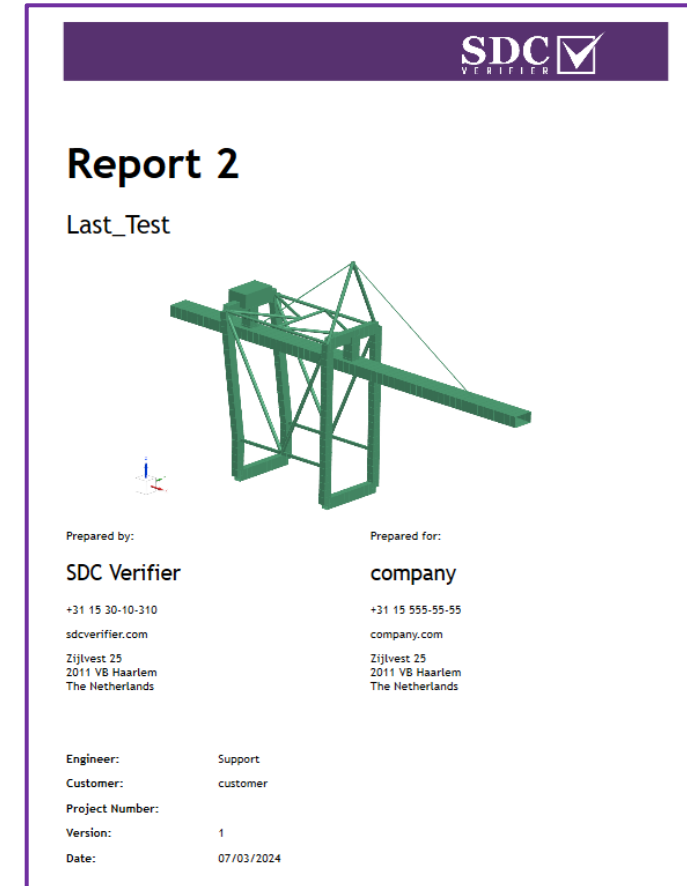 SDC
VERIFIER
Report 2
Last_Test
Prepared by:
Prepared for:
SDC Verifier
company
+31 15 30-10-310
+31 15 555-55-55
sdcverifier.com
company.com
Zijlvest 25
2011 VB Haarlem
The Netherlands
Zijlvest 25
2011 VB Haarlem
The Netherlands
Engineer: Support
Customer: customer
Project Number:
Version: 1
Date: 07/03/2024